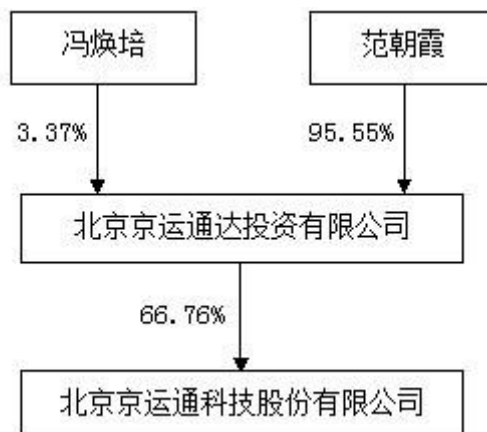 冯焕培
范朝霞
3.37%
95.55%
北京京运通达投资有限公司
66.76%
北京京运通科技股份有限公司